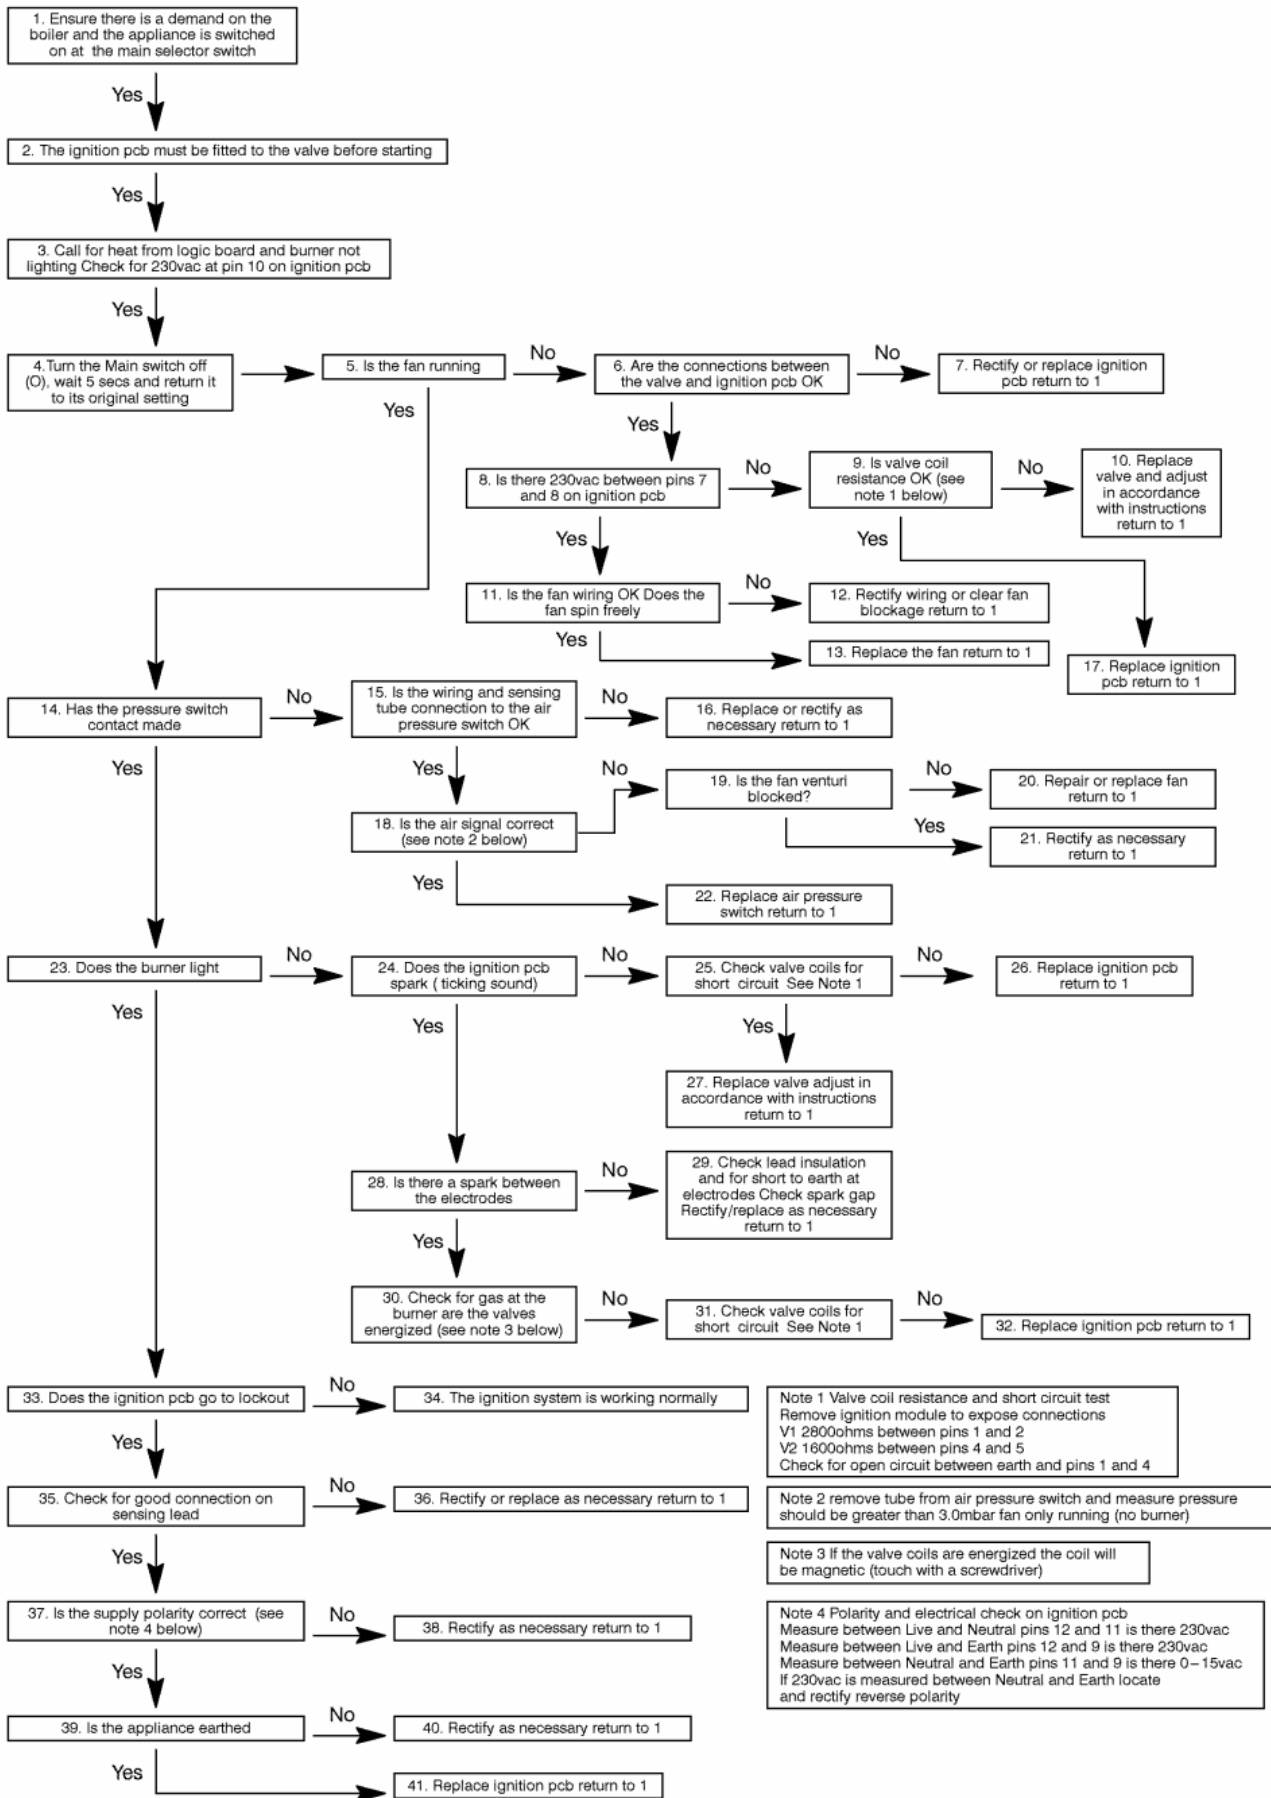 1. Ensure there is a demand on the
boiler and the appliance is switched
on at the main selector switch
Yes
2. The ignition pcb must be fitted to the valve before starting
Yes
3. Call for heat from logic board and burner not
lighting Check for 230vac at pin 10 on ignition pcb
Yes
4.Turn the Main switch off
(O), wait 5 secs and return it
to its original setting
5. Is the fan running
No
6. Are the connections between
the valve and ignition pcb OK
No
7. Rectify or replace ignition
pcb return to 1
Yes
Yes
8. Is there 230vac between pins 7
and 8 on ignition pcb
No
9. Is valve coil
resistance OK (see
note 1 below)
No
10. Replace
valve and adjust
in accordance
with instructions
return to 1
Yes
Yes
11. Is the fan wiring OK Does the
fan spin freely
No
12. Rectify wiring or clear fan
blockage return to 1
Yes
13. Replace the fan return to 1
17. Replace ignition
pcb return to 1
14. Has the pressure switch
contact made
No
15. Is the wiring and sensing
tube connection to the air
pressure switch OK
No
16. Replace or rectify as
necessary return to 1
Yes
Yes
No
19. Is the fan venturi
blocked?
No
20. Repair or replace fan
return to 1
18. Is the air signal correct
(see note 2 below)
Yes
21. Rectify as necessary
return to 1
Yes
22. Replace air pressure
switch return to 1
23. Does the burner light
No
24. Does the ignition pcb
spark ( ticking sound)
No
25. Check valve coils for
short circuit See Note 1
No
26. Replace ignition pcb
return to 1
Yes
Yes
Yes
27. Replace valve adjust in
accordance with instructions
return to 1
28. Is there a spark between
the electrodes
No
29. Check lead insulation
and for short to earth at
electrodes Check spark gap
Rectify/replace as necessary
return to 1
Yes
30. Check for gas at the
burner are the valves
energized (see note 3 below)
No
31. Check valve coils for
short circuit See Note 1
No
32. Replace ignition pcb return to 1
33. Does the ignition pcb go to lockout
No
34. The ignition system is working normally
Yes
35. Check for good connection on
sensing lead
No
36. Rectify or replace as necessary return to 1
Yes
37. Is the supply polarity correct (see
note 4 below)
No
38. Rectify as necessary return to 1
Yes
39. Is the appliance earthed
No
40. Rectify as necessary return to 1
Yes
41. Replace ignition pcb return to 1
Note 1 Valve coil resistance and short circuit test
Remove ignition module to expose connections
V1 2800ohms between pins 1 and 2
V2 1600ohms between pins 4 and 5
Check for open circuit between earth and pins 1 and 4
Note 2 remove tube from air pressure switch and measure pressure
should be greater than 3.0mbar fan only running (no burner)
Note 3 If the valve coils are energized the coil will
be magnetic (touch with a screwdriver)
Note 4 Polarity and electrical check on ignition pcb
Measure between Live and Neutral pins 12 and 11 is there 230vac
Measure between Live and Earth pins 12 and 9 is there 230vac
Measure between Neutral and Earth pins 11 and 9 is there 0–15vac
If 230vac is measured between Neutral and Earth locate
and rectify reverse polarity